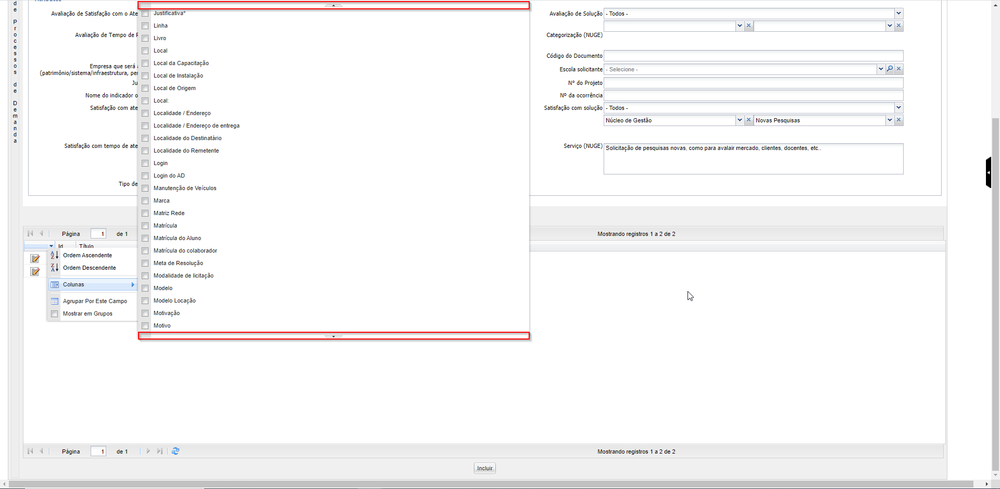 Processos de Demanda
Avaliação de Satisfação com o Ate
Avaliação de Tempo de R
Empresa que será a
(patrimônio/sistema/infraestrutura, per
Ju
Nome do indicador o
Satisfação com ate
Satisfação com tempo de ate
Tipo de
Justificativa*
Linha
Livro
Local
Local da Capacitação
Local de Instalação
Local de Origem
Local:
Localidade / Endereço
Localidade / Endereço de entrega
Localidade do Destinatário
Localidade do Remetente
Login
Login do AD
Manutenção de Veículos
Marca
Matriz Rede
Matrícula
Matrícula do Aluno
Matrícula do colaborador
Meta de Resolução
Modalidade de licitação
Modelo
Modelo Locação
Motivação
Motivo
Avaliação de Solução - Todos -
Categorização (NUGE)
Código do Documento
Escola solicitante - Selecione -
Nº do Projeto
Nº da ocorrência
Satisfação com solução - Todos -
Núcleo de Gestão Novas Pesquisas
Serviço (NUGE) Solicitação de pesquisas novas, como para avalair mercado, clientes, docentes, etc..
Página 1 de 1 Mostrando registros 1 a 2 de 2
Id Título
Ordem Ascendente
Ordem Descendente
Colunas
Agrupar Por Este Campo
Mostrar em Grupos
Página 1 de 1 Mostrando registros 1 a 2 de 2
Incluir